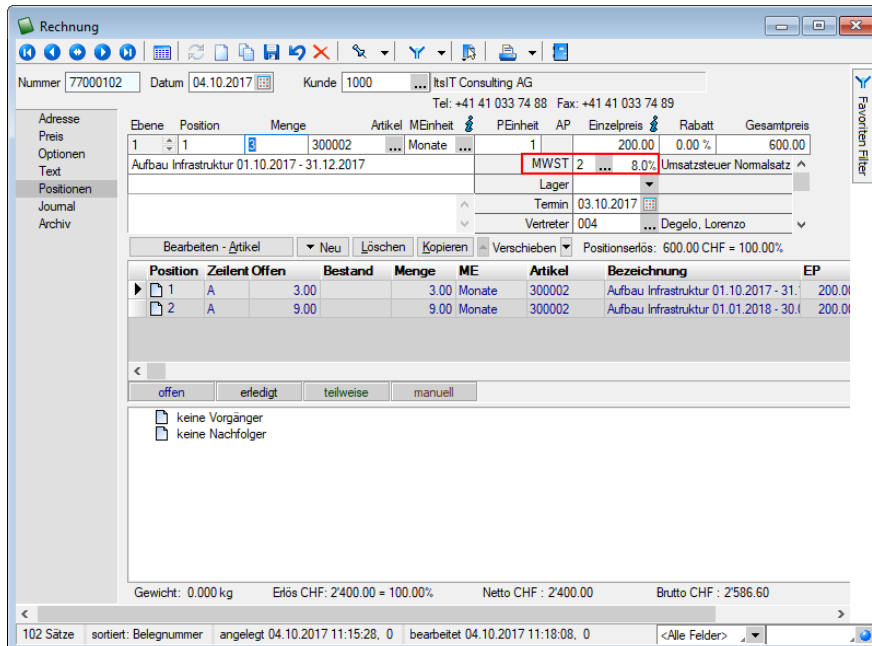 Rechnung
Nummer 77000102 Datum 04.10.2017 Kunde 1000 ... ItsIT Consulting AG
Tel: +41 41 033 74 88 Fax: +41 41 033 74 89
Favoriten Filter
Adresse
Preis
Optionen
Text
Positionen
Journal
Archiv
Ebene Position Menge Artikel MEinheit PEinheit AP Einzelpreis Rabatt Gesamtpreis
1 1 3 300002 ... Monate ... 1 200.00 0.00 % 600.00
Aufbau Infrastruktur 01.10.2017 - 31.12.2017 MWST 2 ... 8.0% Umsatzsteuer Normalsatz
Lager
Termin 03.10.2017
Vertreter 004 ... Degelo, Lorenzo
Bearbeiten - Artikel Neu Löschen Kopieren Verschieben Positionserlös: 600.00 CHF = 100.00%
Position Zeilent Offen Bestand Menge ME Artikel Bezeichnung EP
1 A 3.00 3.00 Monate 300002 Aufbau Infrastruktur 01.10.2017 - 31.1 200.00
2 A 9.00 9.00 Monate 300002 Aufbau Infrastruktur 01.01.2018 - 30.0 200.00
offen erledigt teilweise manuell
keine Vorgänger
keine Nachfolger
Gewicht: 0.000 kg Erlös CHF: 2'400.00 = 100.00% Netto CHF : 2'400.00 Brutto CHF : 2'586.60
102 Sätze sortiert: Belegnummer angelegt 04.10.2017 11:15:28, 0 bearbeitet 04.10.2017 11:18:08, 0 <Alle Felder>